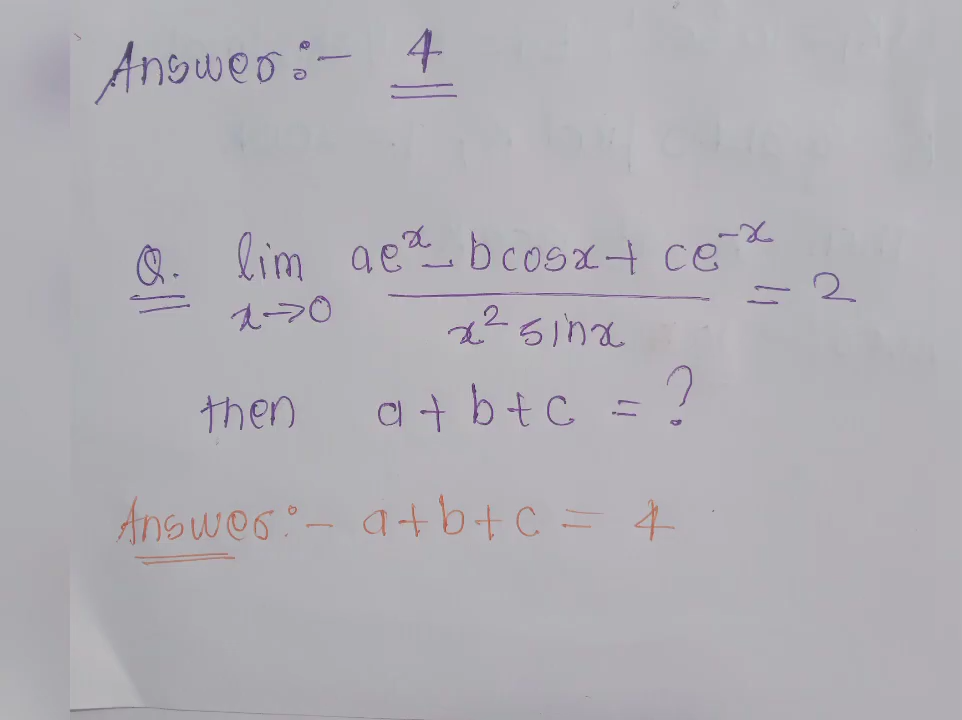 Answer:- 4
Q. lim x→0 (ae^x - bcosx + ce^-x) / (x^2 sinx) = 2
then a+b+c = ?
Answer:- a+b+c = 4